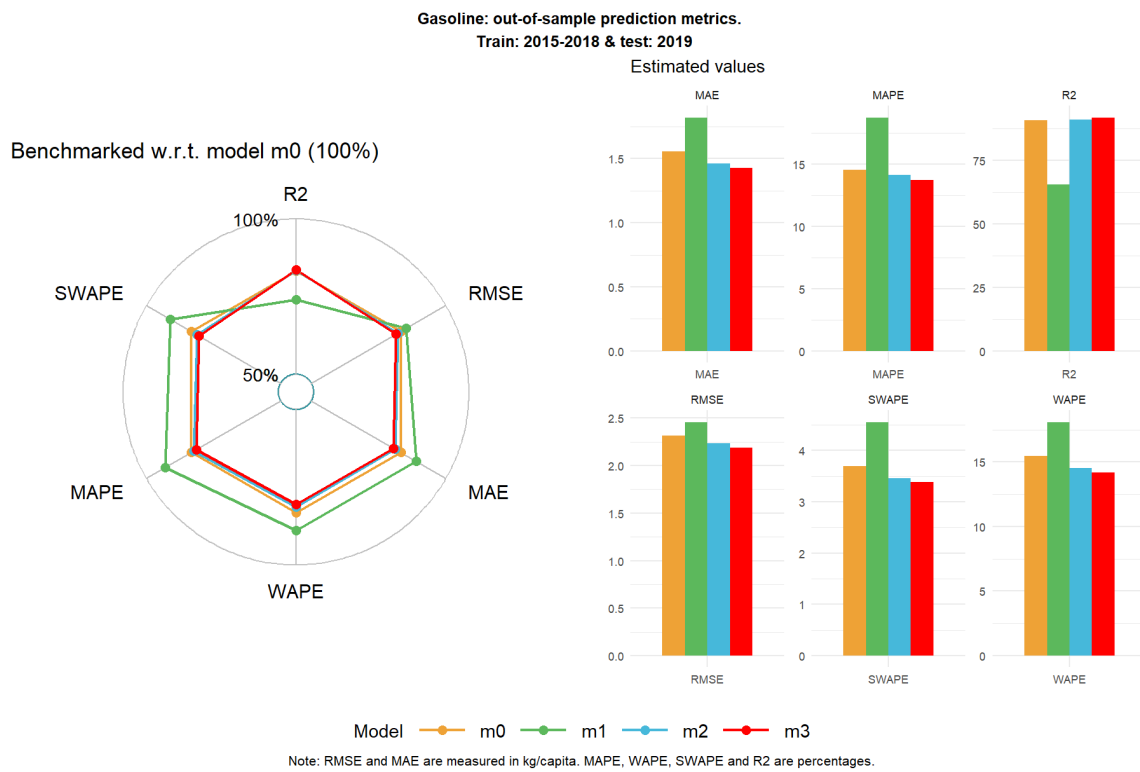 Gasoline: out-of-sample prediction metrics.
Train: 2015-2018 & test: 2019
Benchmarked w.r.t. model m0 (100%)
R2
100%
SWAPE
RMSE
50%
MAPE
MAE
WAPE
Estimated values
MAE
1.5
1.0
0.5
0.0
MAE
MAPE
15
10
5
0
MAPE
R2
75
50
25
0
R2
RMSE
2.5
2.0
1.5
1.0
0.5
0.0
RMSE
SWAPE
4
3
2
1
0
SWAPE
WAPE
15
10
5
0
WAPE
Model m0 m1 m2 m3
Note: RMSE and MAE are measured in kg/capita. MAPE, WAPE, SWAPE and R2 are percentages.